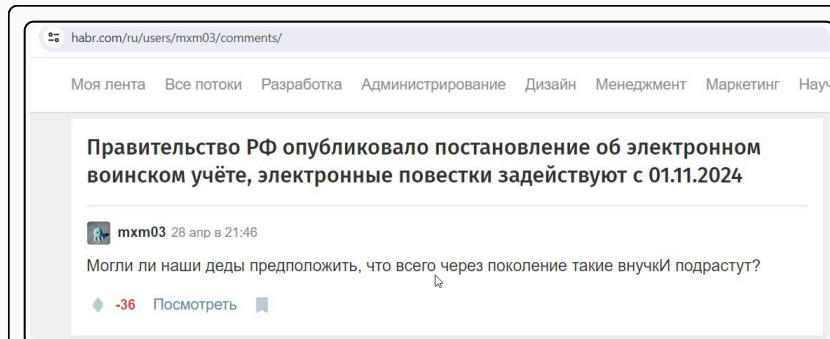 habr.com/ru/users/mxm03/comments/
Моя лента Все потоки Разработка Администрирование Дизайн Менеджмент Маркетинг Науч
Правительство РФ опубликовало постановление об электронном
воинском учёте, электронные повестки задействуют с 01.11.2024
mxm03 28 апр в 21:46
Могли ли наши деды предположить, что всего через поколение такие внучкИ подрастут?
-36 Посмотреть